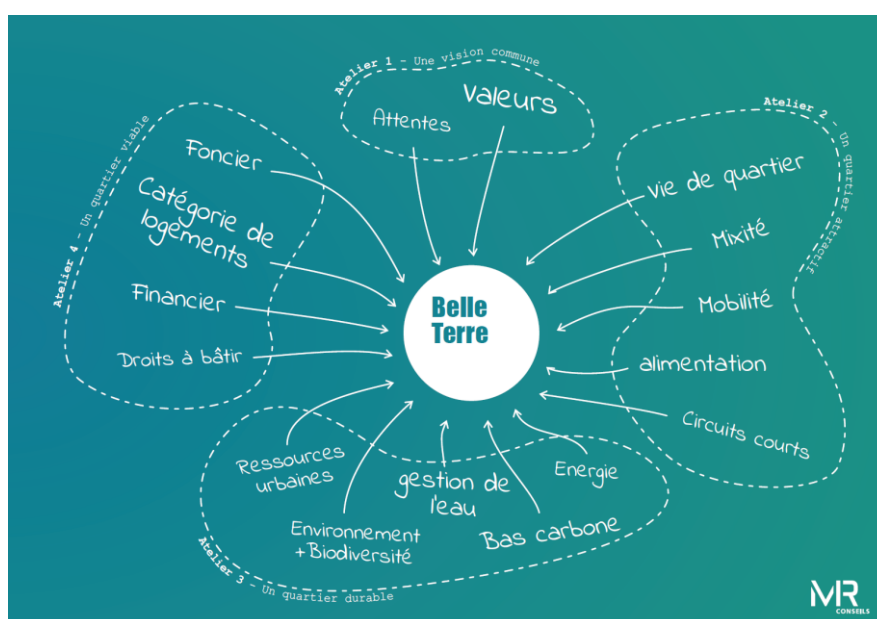 Atelier 1 - Une vision commune
Attentes
Valeurs
Atelier 2 - Un quartier attractif
vie de quartier
Mixité
Mobilité
alimentation
Circuits courts
Atelier 4 - Un quartier viable
Foncier
Catégorie de
logements
Financier
Droits à bâtir
Belle
Terre
Ressources
urbaines
Environnement
+Biodiversité
gestion de
l'eau
Bas carbone
Energie
Atelier 3 - Un quartier durable
MR
CONSEILS